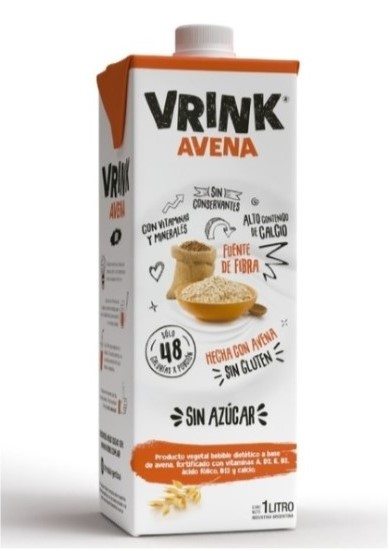 VRINK
AVENA
SIN
CONSERVANTES
CON VITAMINAS
Y MINERALES
ALTO CONTENIDO
DE CALCIO
FUENTE
DE FIBRA
SÓLO
48
CALORÍAS X PORCIÓN
HECHA CON AVENA
SIN GLUTEN
SIN AZÚCAR
Producto vegetal bebible dietético a base
de avena, fortificado con vitaminas A,
ácido fólico, B12 y calcio.
1 LITRO
INDUSTRIA ARGENTINA
VRINK
AVENA